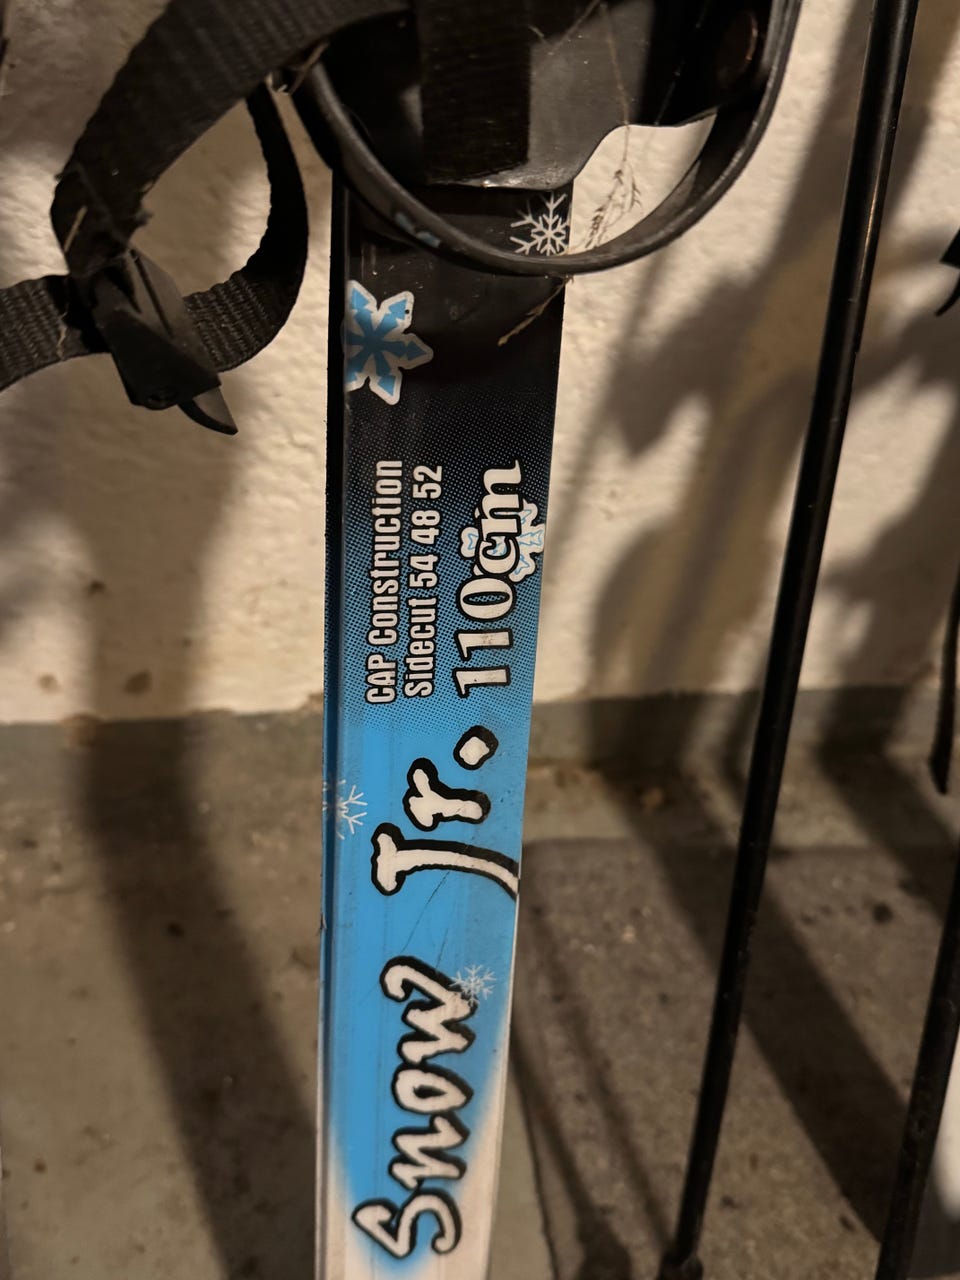 CAP Construction
Sidecut 54 48 52
Snow Jr. 110cm